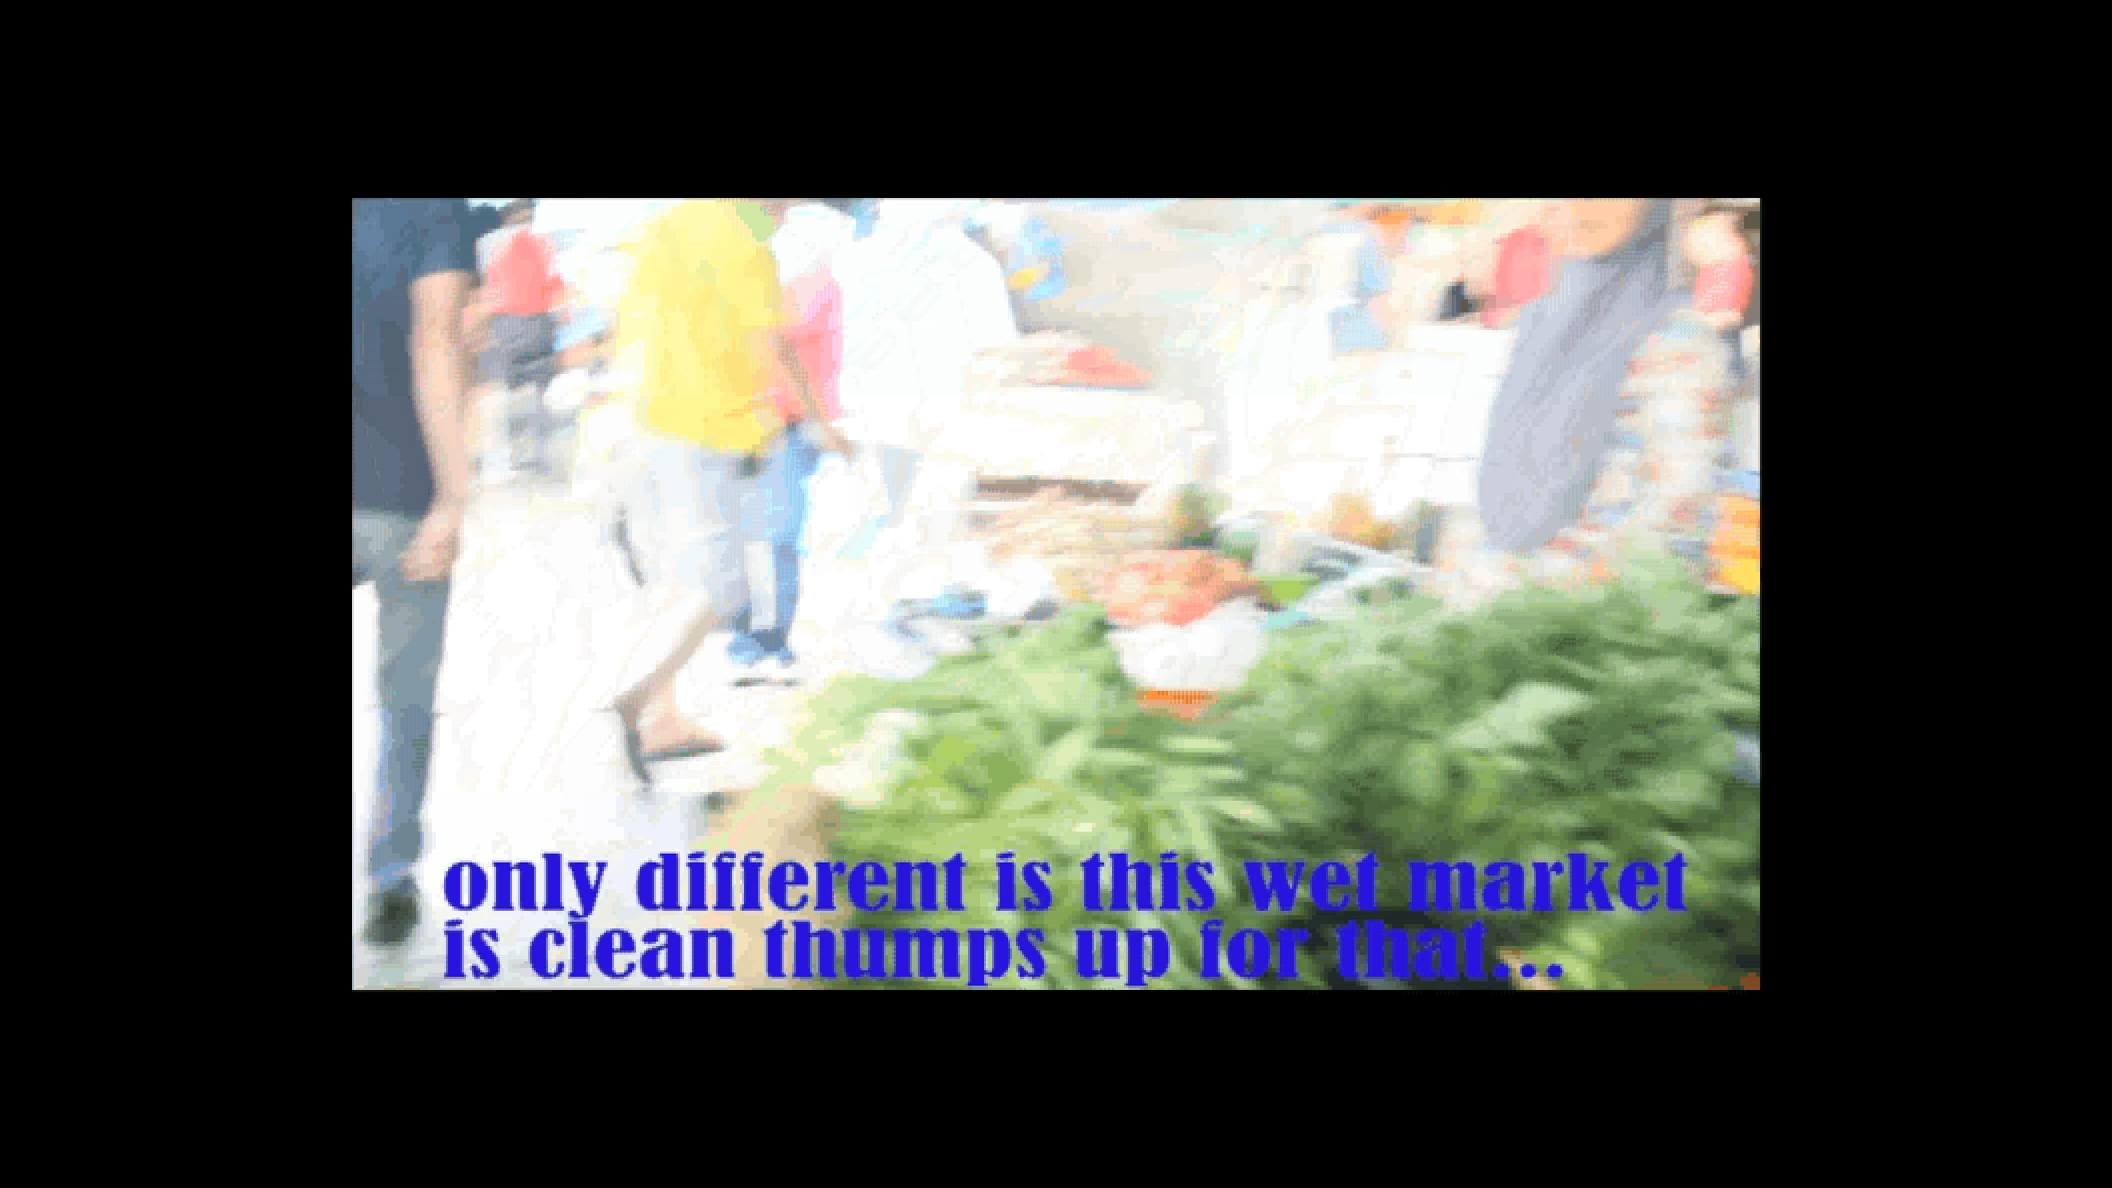 only different is this wet market
is clean thumps up for that...